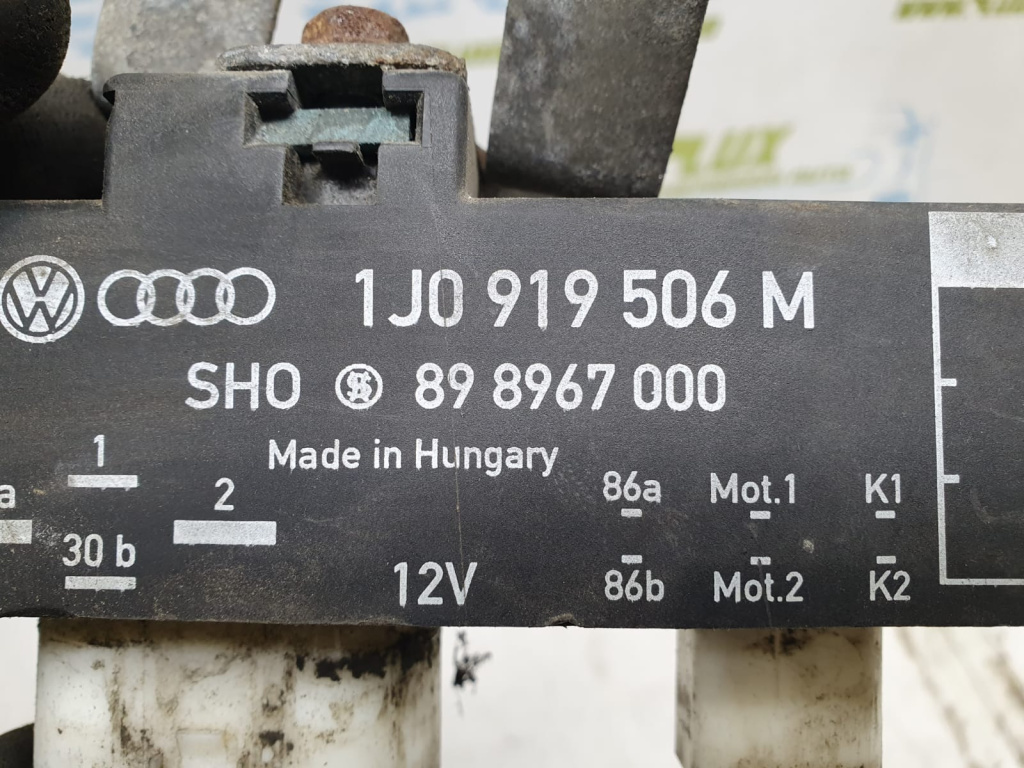 1J0 919 506 M
SHO 89 8967 000
Made in Hungary
1 2 86a Mot.1 K1
a
30 b 12V 86b Mot.2 K2